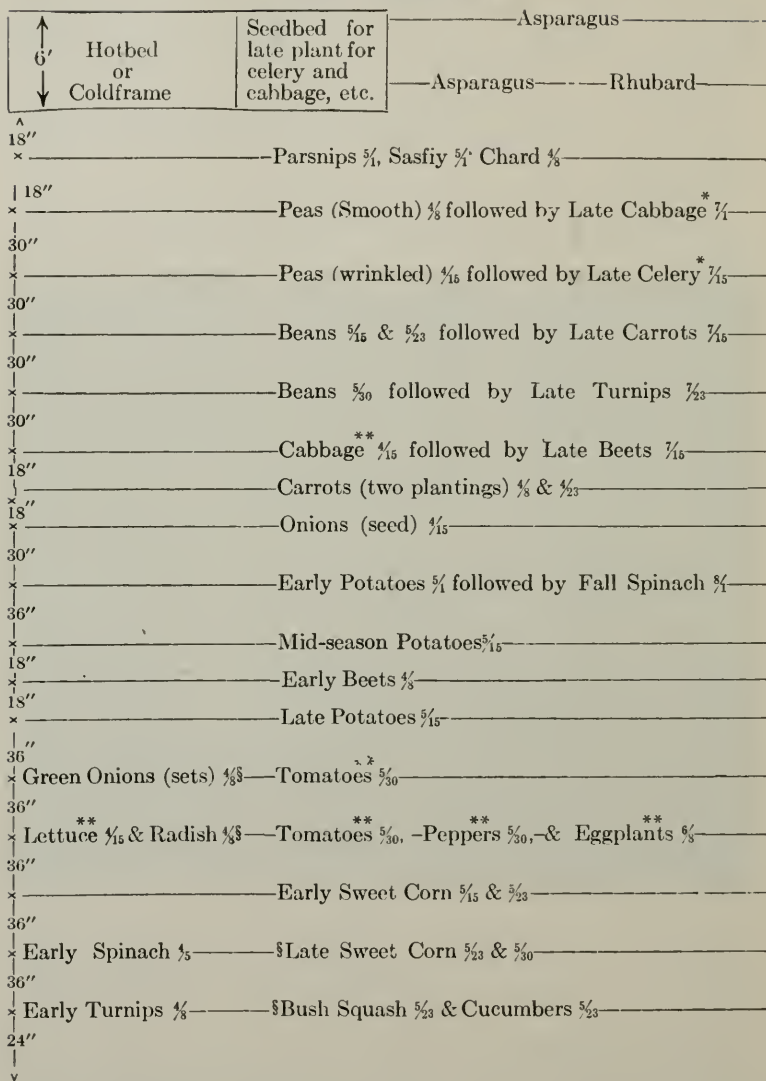 Asparagus
6′ Hotbed or Coldframe
Seedbed for late plant for celery and cabbage, etc.
Asparagus Rhubard
18″
Parsnips 5/1, Sasfiy 5/1· Chard 4/8
18″
Peas (Smooth) 4/8 followed by Late Cabbage* 7/1
30″
Peas (wrinkled) 4/15 followed by Late Celery* 7/15
30″
Beans 5/15 & 5/23 followed by Late Carrots 7/15
30″
Beans 5/30 followed by Late Turnips 7/23
30″
Cabbage** 4/15 followed by Late Beets 7/15
18″
Carrots (two plantings) 4/8 & 4/23
18″
Onions (seed) 4/15
30″
Early Potatoes 5/1 followed by Fall Spinach 8/1
36″
Mid-season Potatoes 5/15
18″
Early Beets 4/8
18″
Late Potatoes 5/15
36″
Green Onions (sets) 4/8§—Tomatoes** 5/30
36″
Lettuce** 4/15 & Radish 4/8§—Tomatoes** 5/30, -Peppers** 5/30,-& Eggplants** 6/8
36″
Early Sweet Corn 5/15 & 5/23
36″
Early Spinach 4/5—§Late Sweet Corn 5/23 & 5/30
36″
Early Turnips 4/8—§Bush Squash 5/23 & Cucumbers 5/23
24″